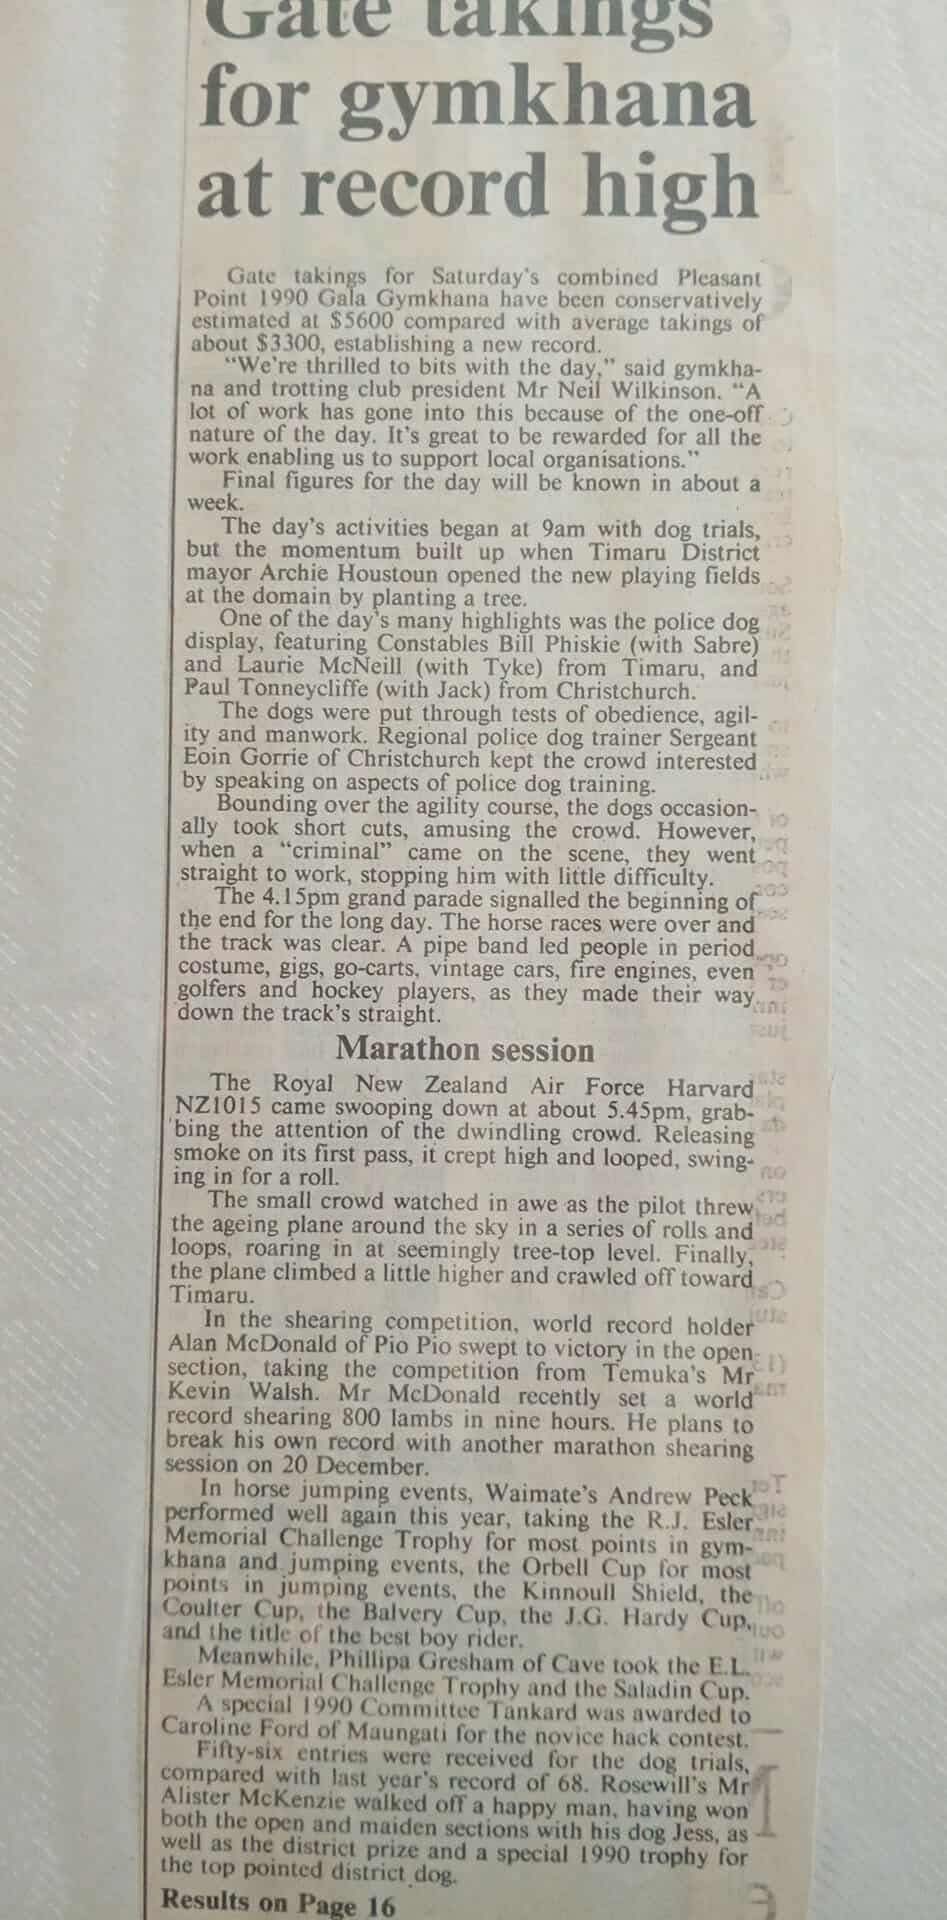 Gate takings
for gymkhana
at record high
Gate takings for Saturday's combined Pleasant
Point 1990 Gala Gymkhana have been conservatively
estimated at $5600 compared with average takings of
about $3300, establishing a new record.
"We're thrilled to bits with the day," said gymkha-
na and trotting club president Mr Neil Wilkinson. "A
lot of work has gone into this because of the one-off
nature of the day. It's great to be rewarded for all the
work enabling us to support local organisations."
Final figures for the day will be known in about a
week.
The day's activities began at 9am with dog trials,
but the momentum built up when Timaru District
mayor Archie Houstoun opened the new playing fields
at the domain by planting a tree.
One of the day's many highlights was the police dog
display, featuring Constables Bill Phiskie (with Sabre)
and Laurie McNeill (with Tyke) from Timaru, and
Paul Tonneycliffe (with Jack) from Christchurch.
The dogs were put through tests of obedience, agil-
ity and manwork. Regional police dog trainer Sergeant
Eoin Gorrie of Christchurch kept the crowd interested
by speaking on aspects of police dog training.
Bounding over the agility course, the dogs occasion-
ally took short cuts, amusing the crowd. However,
when a "criminal" came on the scene, they went
straight to work, stopping him with little difficulty.
The 4.15pm grand parade signalled the beginning of
the end for the long day. The horse races were over and
the track was clear. A pipe band led people in period
costume, gigs, go-carts, vintage cars, fire engines, even
golfers and hockey players, as they made their way
down the track's straight.
Marathon session
The Royal New Zealand Air Force Harvard
NZ1015 came swooping down at about 5.45pm, grab-
bing the attention of the dwindling crowd. Releasing
smoke on its first pass, it crept high and looped, swing-
ing in for a roll.
The small crowd watched in awe as the pilot threw
the ageing plane around the sky in a series of rolls and
loops, roaring in at seemingly tree-top level. Finally,
the plane climbed a little higher and crawled off toward
Timaru.
In the shearing competition, world record holder
Alan McDonald of Pio Pio swept to victory in the open
section, taking the competition from Temuka's Mr
Kevin Walsh. Mr McDonald recently set a world
record shearing 800 lambs in nine hours. He plans to
break his own record with another marathon shearing
session on 20 December.
In horse jumping events, Waimate's Andrew Peck
performed well again this year, taking the R.J. Esler
Memorial Challenge Trophy for most points in gym-
khana and jumping events, the Orbell Cup for most
points in jumping events, the Kinnoull Shield, the
Coulter Cup, the Balvery Cup, the J.G. Hardy Cup,
and the title of the best boy rider.
Meanwhile, Phillipa Gresham of Cave took the E.L.
Esler Memorial Challenge Trophy and the Saladin Cup.
A special 1990 Committee Tankard was awarded to
Caroline Ford of Maungati for the novice hack contest.
Fifty-six entries were received for the dog trials,
compared with last year's record of 68. Rosewill's Mr
Alister McKenzie walked off a happy man, having won
both the open and maiden sections with his dog Jess, as
well as the district prize and a special 1990 trophy for
the top pointed district dog.
Results on Page 16